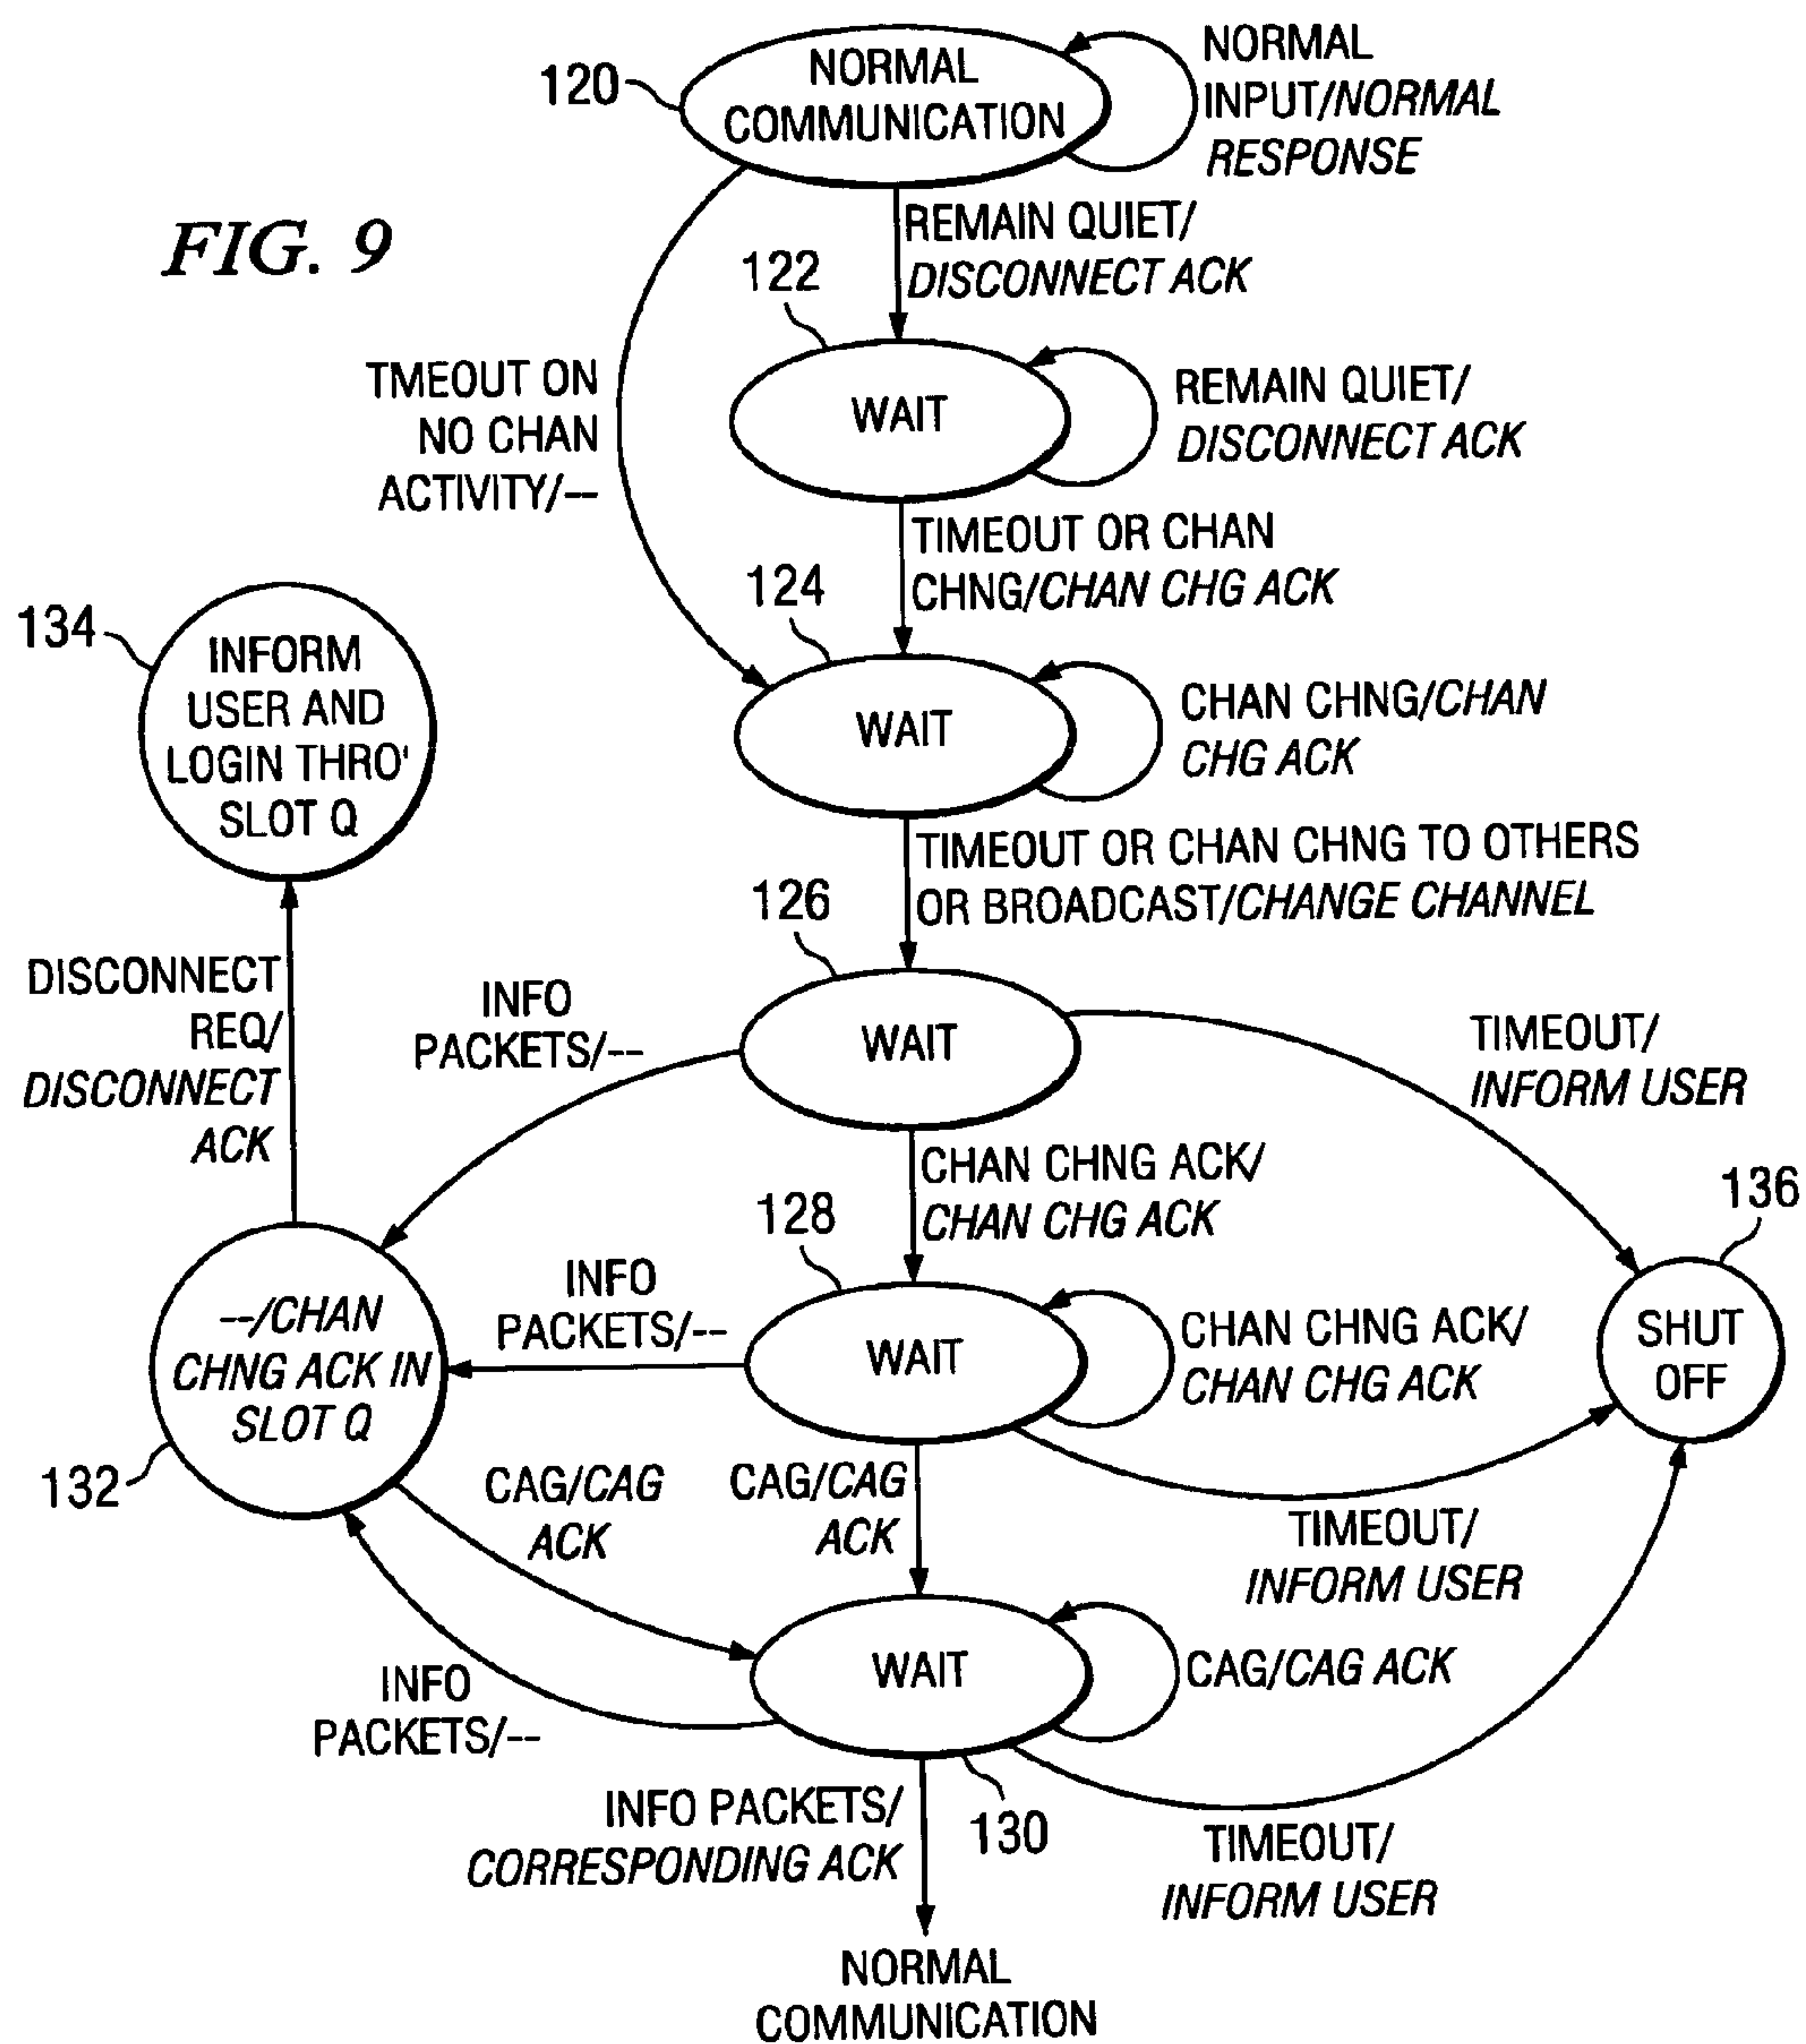 FIG. 9
120
NORMAL
COMMUNICATION
NORMAL
INPUT/NORMAL
RESPONSE
REMAIN QUIET/
DISCONNECT ACK
122
WAIT
REMAIN QUIET/
DISCONNECT ACK
TMEOUT ON
NO CHAN
ACTIVITY/--
TIMEOUT OR CHAN
CHNG/CHAN CHG ACK
124
WAIT
CHAN CHNG/CHAN
CHG ACK
134
INFORM
USER AND
LOGIN THRO'
SLOT Q
TIMEOUT OR CHAN CHNG TO OTHERS
OR BROADCAST/CHANGE CHANNEL
126
WAIT
DISCONNECT
REQ/
DISCONNECT
ACK
INFO
PACKETS/--
TIMEOUT/
INFORM USER
CHAN CHNG ACK/
CHAN CHG ACK
128
WAIT
CHAN CHNG ACK/
CHAN CHG ACK
136
SHUT
OFF
INFO
PACKETS/--
--/CHAN
CHNG ACK IN
SLOT Q
132
CAG/CAG
ACK
CAG/CAG
ACK
TIMEOUT/
INFORM USER
WAIT
CAG/CAG ACK
INFO
PACKETS/--
130
INFO PACKETS/
CORRESPONDING ACK
TIMEOUT/
INFORM USER
NORMAL
COMMUNICATION